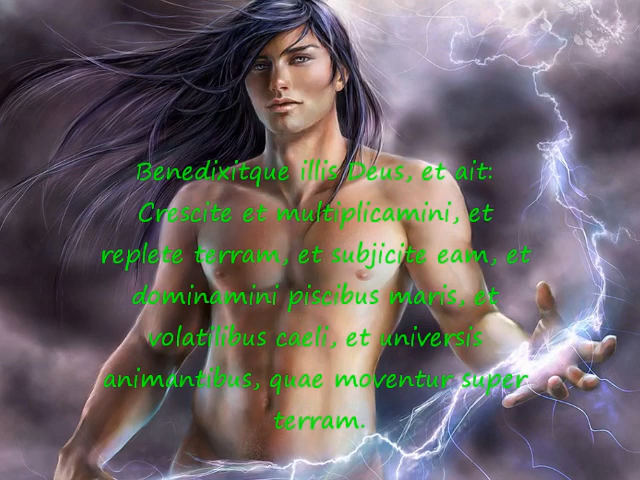 Benedixitque illis Deus, et ait:
Crescite et multiplicamini, et
replete terram, et subjicite eam, et
dominamini piscibus maris, et
volatilibus caeli, et universis
animantibus, quae moventur super
terram.